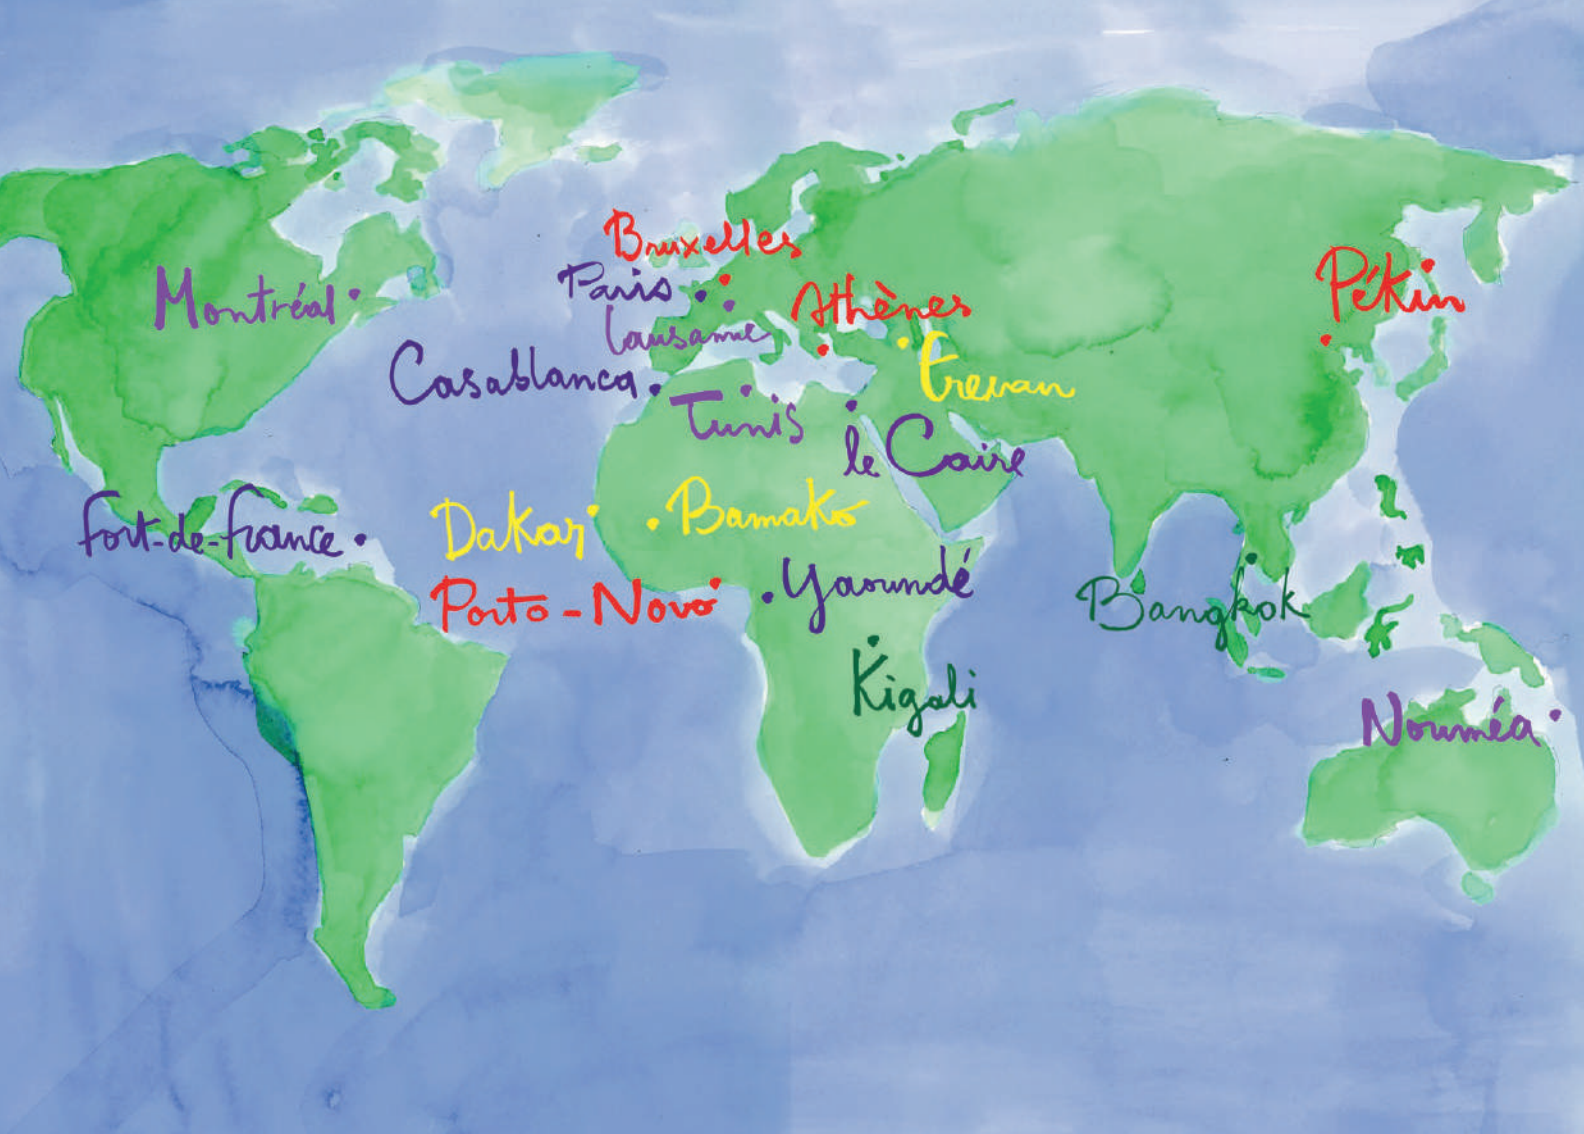 Bruxelles
Paris
Lausanne
Athènes
Pékin
Montréal
Casablanca
Erevan
Tunis
le Caire
Fort-de-france
Dakar
Bamako
Porto-Novo
Yaoundé
Bangkok
Kigali
Nouméa